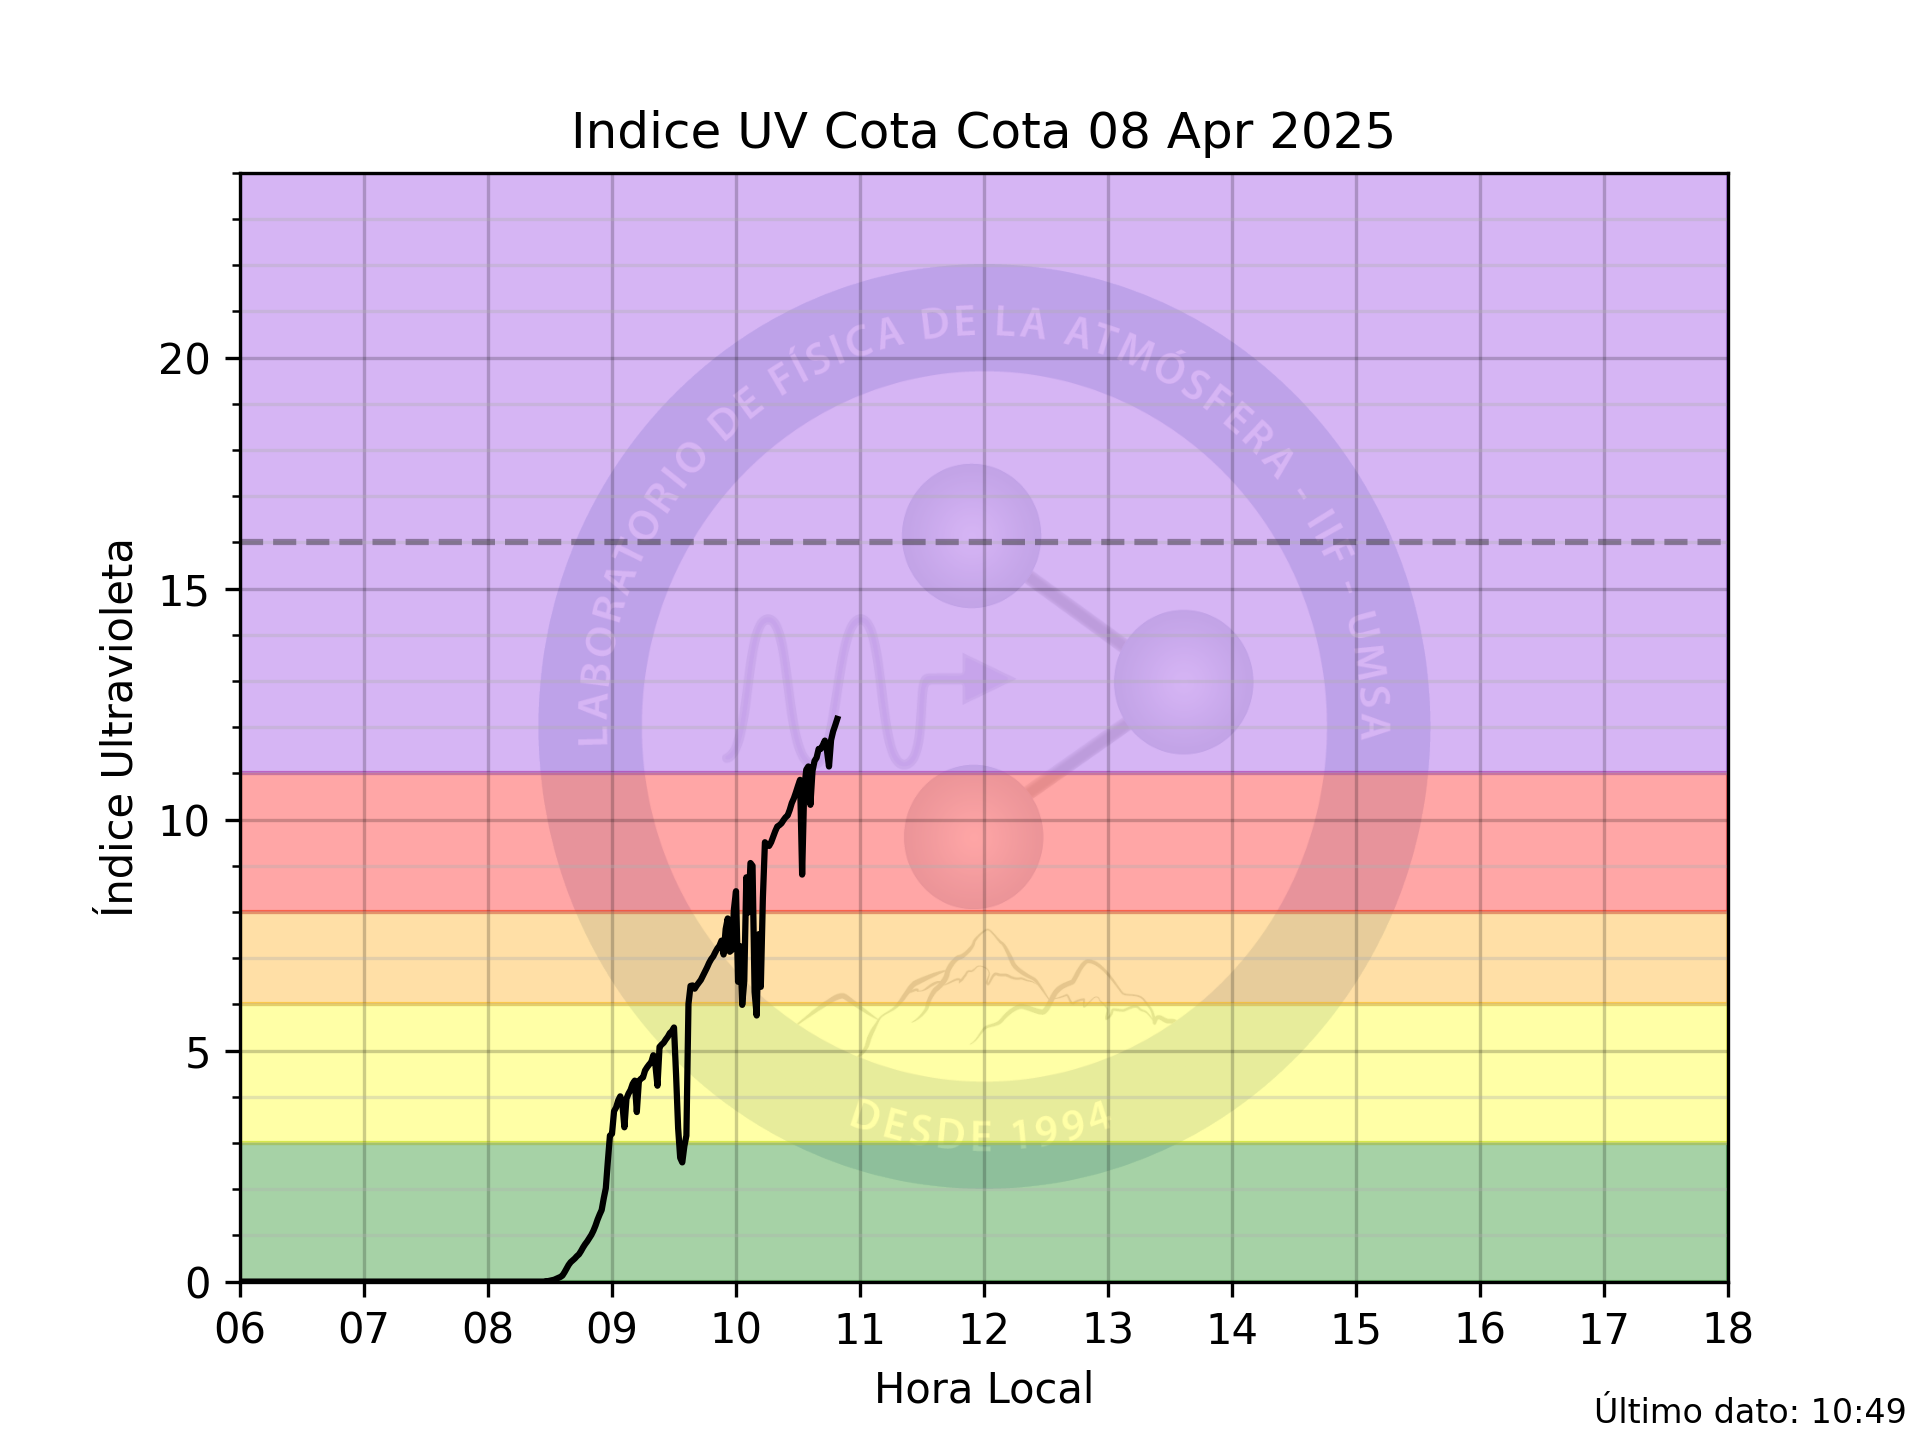 Indice UV Cota Cota 08 Apr 2025
20
15
10
5
0
Índice Ultravioleta
LABORATORIO DE FÍSICA DE LA ATMÓSFERA - IIF - UMSA
DESDE 1994
06 07 08 09 10 11 12 13 14 15 16 17 18
Hora Local
Último dato: 10:49